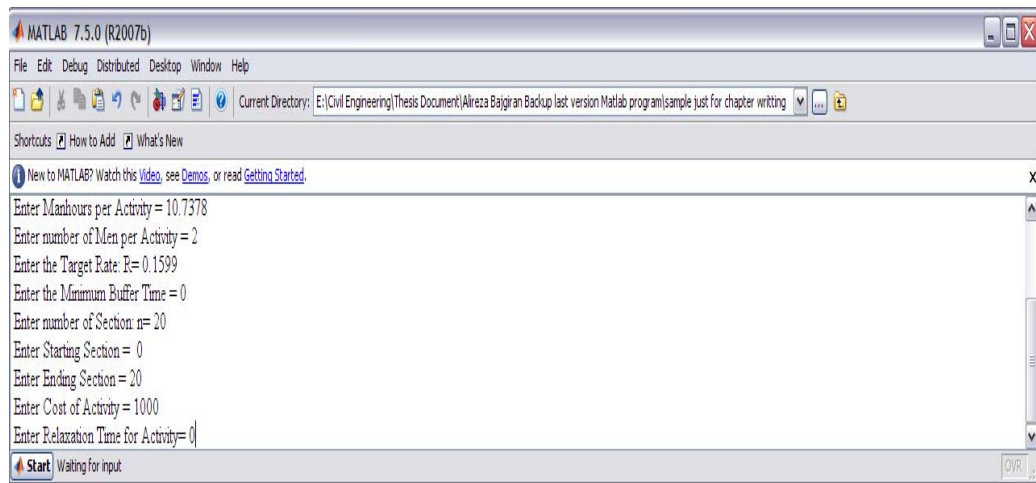 MATLAB 7.5.0 (R2007b)
File Edit Debug Distributed Desktop Window Help
Current Directory: E:\Civil Engineering\Thesis Document\Alireza Bajgiran Backup last version Matlab program\sample just for chapter writting
Shortcuts How to Add What's New
New to MATLAB? Watch this Video, see Demos, or read Getting Started.
Enter Manhours per Activity = 10.7378
Enter number of Men per Activity = 2
Enter the Target Rate: R= 0.1599
Enter the Minimum Buffer Time = 0
Enter number of Section: n= 20
Enter Starting Section = 0
Enter Ending Section = 20
Enter Cost of Activity = 1000
Enter Relaxation Time for Activity= 0
Start Waiting for input OVR